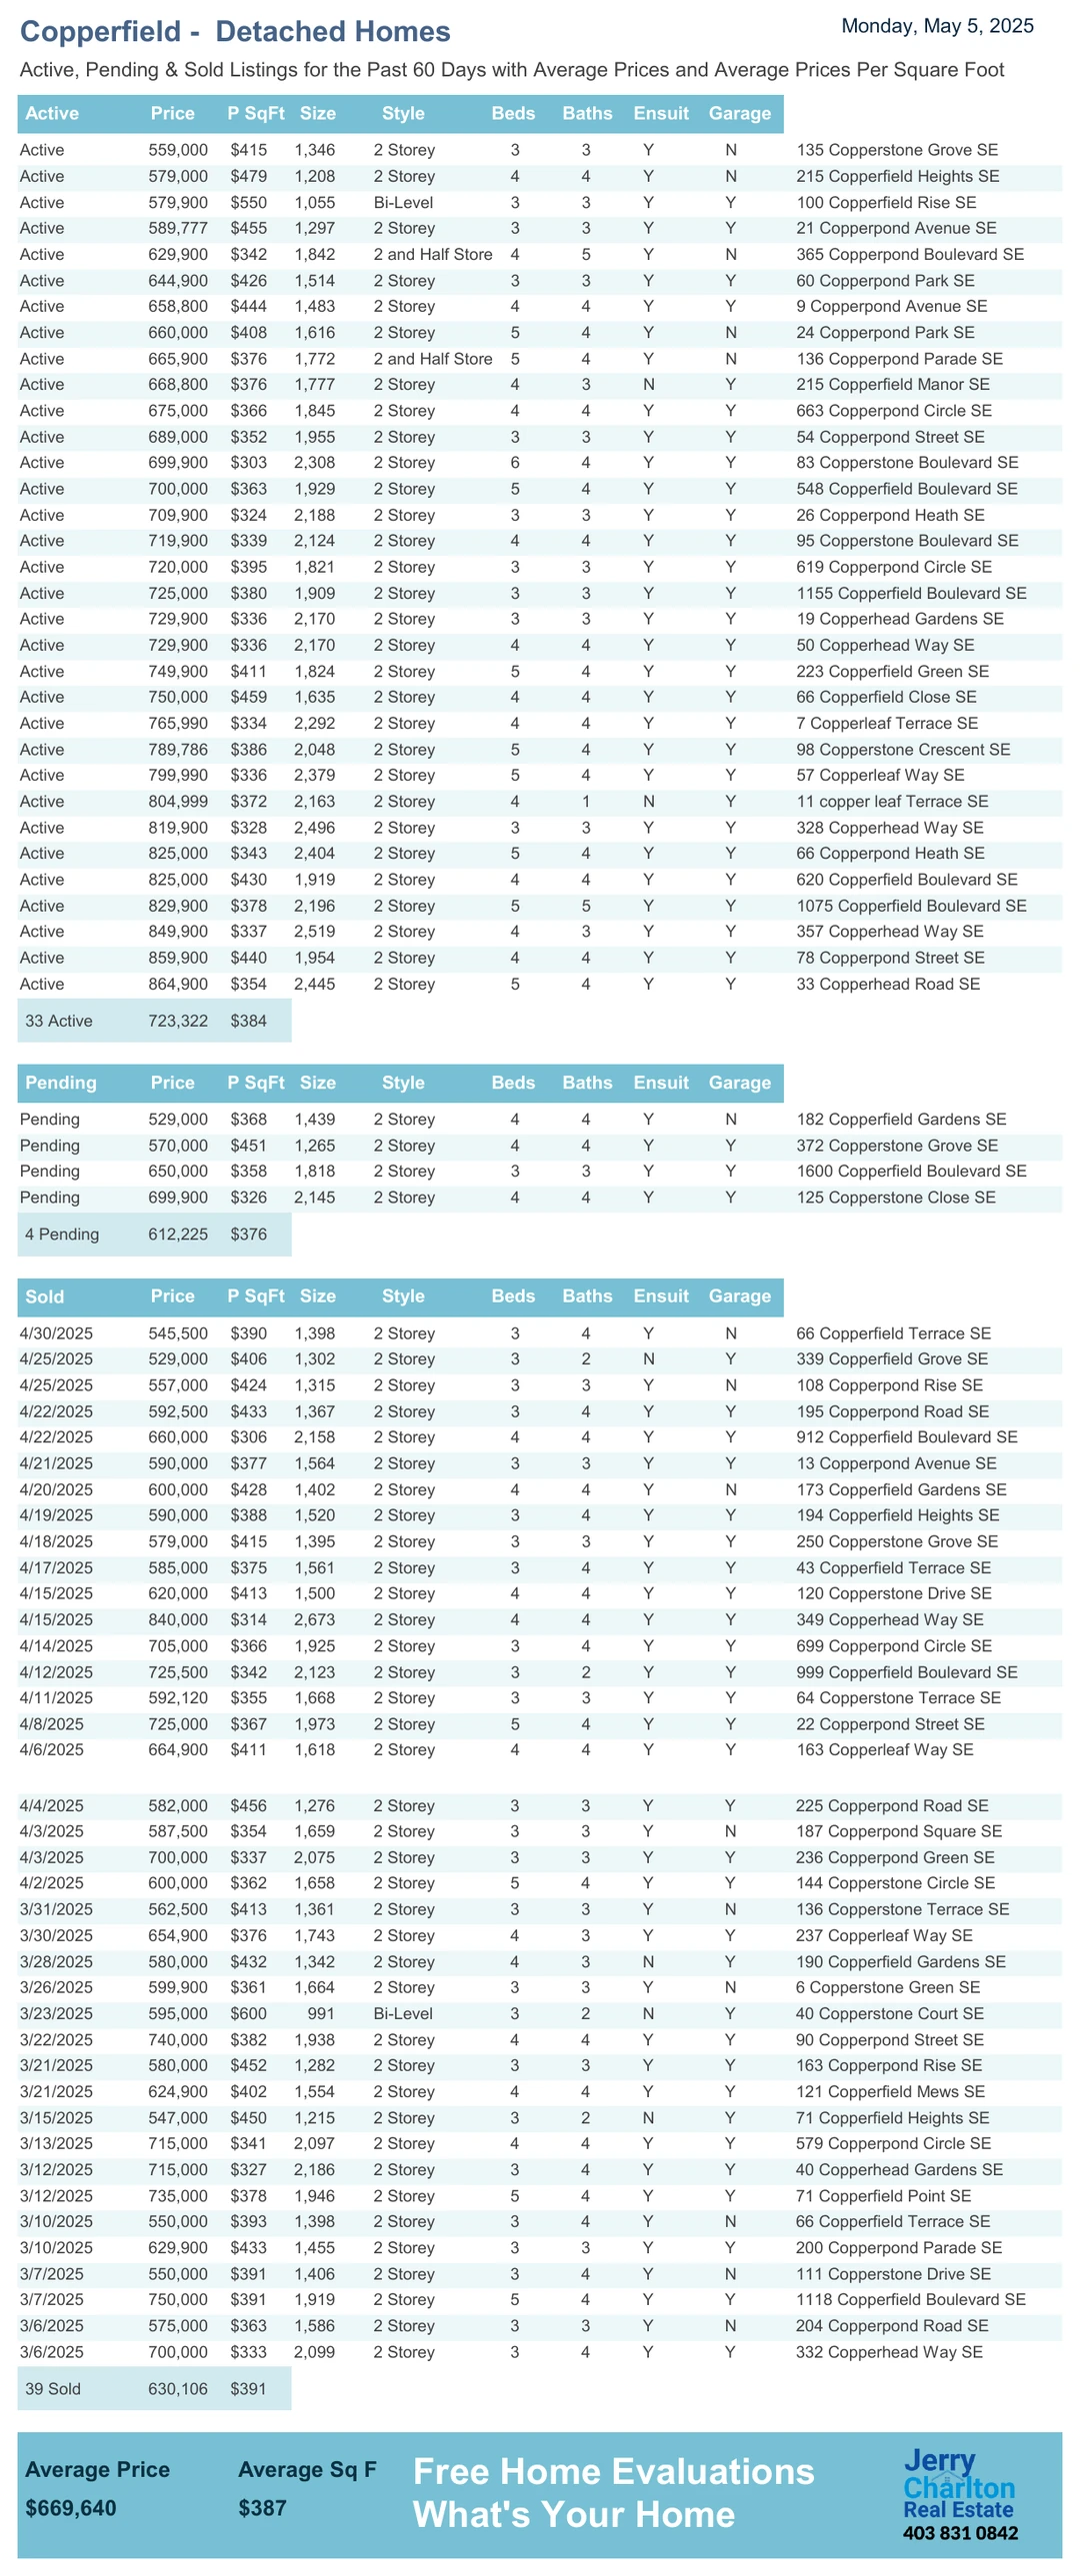 Copperfield - Detached Homes
Monday, May 5, 2025
Active, Pending & Sold Listings for the Past 60 Days with Average Prices and Average Prices Per Square Foot
Active Price P SqFt Size Style Beds Baths Ensuit Garage
Active 559,000 $415 1,346 2 Storey 3 3 Y N 135 Copperstone Grove SE
Active 579,000 $479 1,208 2 Storey 4 4 Y N 215 Copperfield Heights SE
Active 579,900 $550 1,055 Bi-Level 3 3 Y Y 100 Copperfield Rise SE
Active 589,777 $455 1,297 2 Storey 3 3 Y Y 21 Copperpond Avenue SE
Active 629,900 $342 1,842 2 and Half Store 4 5 Y N 365 Copperpond Boulevard SE
Active 644,900 $426 1,514 2 Storey 3 3 Y Y 60 Copperpond Park SE
Active 658,800 $444 1,483 2 Storey 4 4 Y Y 9 Copperpond Avenue SE
Active 660,000 $408 1,616 2 Storey 5 4 Y N 24 Copperpond Park SE
Active 665,900 $376 1,772 2 and Half Store 5 4 Y N 136 Copperpond Parade SE
Active 668,800 $376 1,777 2 Storey 4 3 N Y 215 Copperfield Manor SE
Active 675,000 $366 1,845 2 Storey 4 4 Y Y 663 Copperpond Circle SE
Active 689,000 $352 1,955 2 Storey 3 3 Y Y 54 Copperpond Street SE
Active 699,900 $303 2,308 2 Storey 6 4 Y Y 83 Copperstone Boulevard SE
Active 700,000 $363 1,929 2 Storey 5 4 Y Y 548 Copperfield Boulevard SE
Active 709,900 $324 2,188 2 Storey 3 3 Y Y 26 Copperpond Heath SE
Active 719,900 $339 2,124 2 Storey 4 4 Y Y 95 Copperstone Boulevard SE
Active 720,000 $395 1,821 2 Storey 3 3 Y Y 619 Copperpond Circle SE
Active 725,000 $380 1,909 2 Storey 3 3 Y Y 1155 Copperfield Boulevard SE
Active 729,900 $336 2,170 2 Storey 3 3 Y Y 19 Copperhead Gardens SE
Active 729,900 $336 2,170 2 Storey 4 4 Y Y 50 Copperhead Way SE
Active 749,900 $411 1,824 2 Storey 5 4 Y Y 223 Copperfield Green SE
Active 750,000 $459 1,635 2 Storey 4 4 Y Y 66 Copperfield Close SE
Active 765,990 $334 2,292 2 Storey 4 4 Y Y 7 Copperleaf Terrace SE
Active 789,786 $386 2,048 2 Storey 5 4 Y Y 98 Copperstone Crescent SE
Active 799,990 $336 2,379 2 Storey 5 4 Y Y 57 Copperleaf Way SE
Active 804,999 $372 2,163 2 Storey 4 1 N Y 11 copper leaf Terrace SE
Active 819,900 $328 2,496 2 Storey 3 3 Y Y 328 Copperhead Way SE
Active 825,000 $343 2,404 2 Storey 5 4 Y Y 66 Copperpond Heath SE
Active 825,000 $430 1,919 2 Storey 4 4 Y Y 620 Copperfield Boulevard SE
Active 829,900 $378 2,196 2 Storey 5 5 Y Y 1075 Copperfield Boulevard SE
Active 849,900 $337 2,519 2 Storey 4 3 Y Y 357 Copperhead Way SE
Active 859,900 $440 1,954 2 Storey 4 4 Y Y 78 Copperpond Street SE
Active 864,900 $354 2,445 2 Storey 5 4 Y Y 33 Copperhead Road SE
33 Active 723,322 $384
Pending Price P SqFt Size Style Beds Baths Ensuit Garage
Pending 529,000 $368 1,439 2 Storey 4 4 Y N 182 Copperfield Gardens SE
Pending 570,000 $451 1,265 2 Storey 4 4 Y Y 372 Copperstone Grove SE
Pending 650,000 $358 1,818 2 Storey 3 3 Y Y 1600 Copperfield Boulevard SE
Pending 699,900 $326 2,145 2 Storey 4 4 Y Y 125 Copperstone Close SE
4 Pending 612,225 $376
Sold Price P SqFt Size Style Beds Baths Ensuit Garage
4/30/2025 545,500 $390 1,398 2 Storey 3 4 Y N 66 Copperfield Terrace SE
4/25/2025 529,000 $406 1,302 2 Storey 3 2 N Y 339 Copperfield Grove SE
4/25/2025 557,000 $424 1,315 2 Storey 3 3 Y N 108 Copperpond Rise SE
4/22/2025 592,500 $433 1,367 2 Storey 3 4 Y Y 195 Copperpond Road SE
4/22/2025 660,000 $306 2,158 2 Storey 4 4 Y Y 912 Copperfield Boulevard SE
4/21/2025 590,000 $377 1,564 2 Storey 3 3 Y Y 13 Copperpond Avenue SE
4/20/2025 600,000 $428 1,402 2 Storey 4 4 Y N 173 Copperfield Gardens SE
4/19/2025 590,000 $388 1,520 2 Storey 3 4 Y Y 194 Copperfield Heights SE
4/18/2025 579,000 $415 1,395 2 Storey 3 3 Y Y 250 Copperstone Grove SE
4/17/2025 585,000 $375 1,561 2 Storey 3 4 Y Y 43 Copperfield Terrace SE
4/15/2025 620,000 $413 1,500 2 Storey 4 4 Y Y 120 Copperstone Drive SE
4/15/2025 840,000 $314 2,673 2 Storey 4 4 Y Y 349 Copperhead Way SE
4/14/2025 705,000 $366 1,925 2 Storey 3 4 Y Y 699 Copperpond Circle SE
4/12/2025 725,500 $342 2,123 2 Storey 3 2 Y Y 999 Copperfield Boulevard SE
4/11/2025 592,120 $355 1,668 2 Storey 3 3 Y Y 64 Copperstone Terrace SE
4/8/2025 725,000 $367 1,973 2 Storey 5 4 Y Y 22 Copperpond Street SE
4/6/2025 664,900 $411 1,618 2 Storey 4 4 Y Y 163 Copperleaf Way SE
4/4/2025 582,000 $456 1,276 2 Storey 3 3 Y Y 225 Copperpond Road SE
4/3/2025 587,500 $354 1,659 2 Storey 3 3 Y N 187 Copperpond Square SE
4/3/2025 700,000 $337 2,075 2 Storey 3 3 Y Y 236 Copperpond Green SE
4/2/2025 600,000 $362 1,658 2 Storey 5 4 Y Y 144 Copperstone Circle SE
3/31/2025 562,500 $413 1,361 2 Storey 3 3 Y N 136 Copperstone Terrace SE
3/30/2025 654,900 $376 1,743 2 Storey 4 3 Y Y 237 Copperleaf Way SE
3/28/2025 580,000 $432 1,342 2 Storey 4 3 N Y 190 Copperfield Gardens SE
3/26/2025 599,900 $361 1,664 2 Storey 3 3 Y N 6 Copperstone Green SE
3/23/2025 595,000 $600 991 Bi-Level 3 2 N Y 40 Copperstone Court SE
3/22/2025 740,000 $382 1,938 2 Storey 4 4 Y Y 90 Copperpond Street SE
3/21/2025 580,000 $452 1,282 2 Storey 3 3 Y Y 163 Copperpond Rise SE
3/21/2025 624,900 $402 1,554 2 Storey 4 4 Y Y 121 Copperfield Mews SE
3/15/2025 547,000 $450 1,215 2 Storey 3 2 N Y 71 Copperfield Heights SE
3/13/2025 715,000 $341 2,097 2 Storey 4 4 Y Y 579 Copperpond Circle SE
3/12/2025 715,000 $327 2,186 2 Storey 3 4 Y Y 40 Copperhead Gardens SE
3/12/2025 735,000 $378 1,946 2 Storey 5 4 Y Y 71 Copperfield Point SE
3/10/2025 550,000 $393 1,398 2 Storey 3 4 Y N 66 Copperfield Terrace SE
3/10/2025 629,900 $433 1,455 2 Storey 3 3 Y Y 200 Copperpond Parade SE
3/7/2025 550,000 $391 1,406 2 Storey 3 4 Y N 111 Copperstone Drive SE
3/7/2025 750,000 $391 1,919 2 Storey 5 4 Y Y 1118 Copperfield Boulevard SE
3/6/2025 575,000 $363 1,586 2 Storey 3 3 Y N 204 Copperpond Road SE
3/6/2025 700,000 $333 2,099 2 Storey 3 4 Y Y 332 Copperhead Way SE
39 Sold 630,106 $391
Average Price Average Sq F
$669,640 $387
Free Home Evaluations
What's Your Home
Jerry
Charlton
Real Estate
403 831 0842